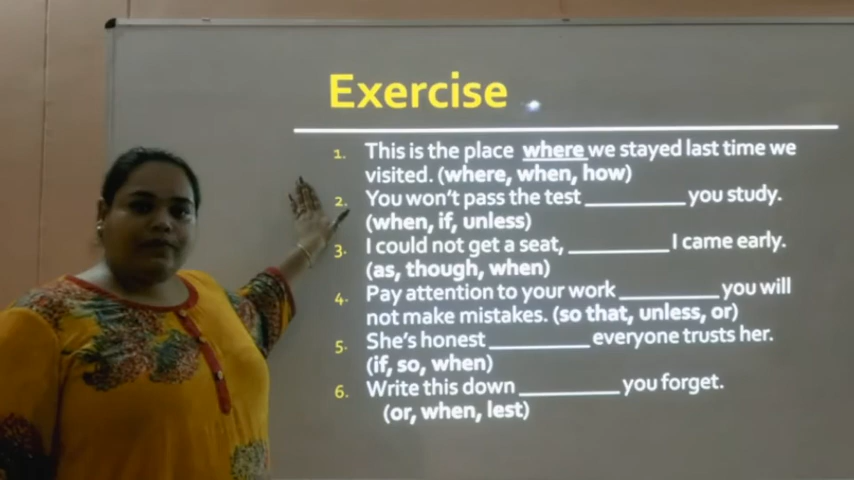 Exercise
1. This is the place where we stayed last time we
visited. (where, when, how)
2. You won't pass the test __________ you study.
(when, if, unless)
3. I could not get a seat, __________ I came early.
(as, though, when)
4. Pay attention to your work __________ you will
not make mistakes. (so that, unless, or)
5. She's honest __________ everyone trusts her.
(if, so, when)
6. Write this down __________ you forget.
(or, when, lest)